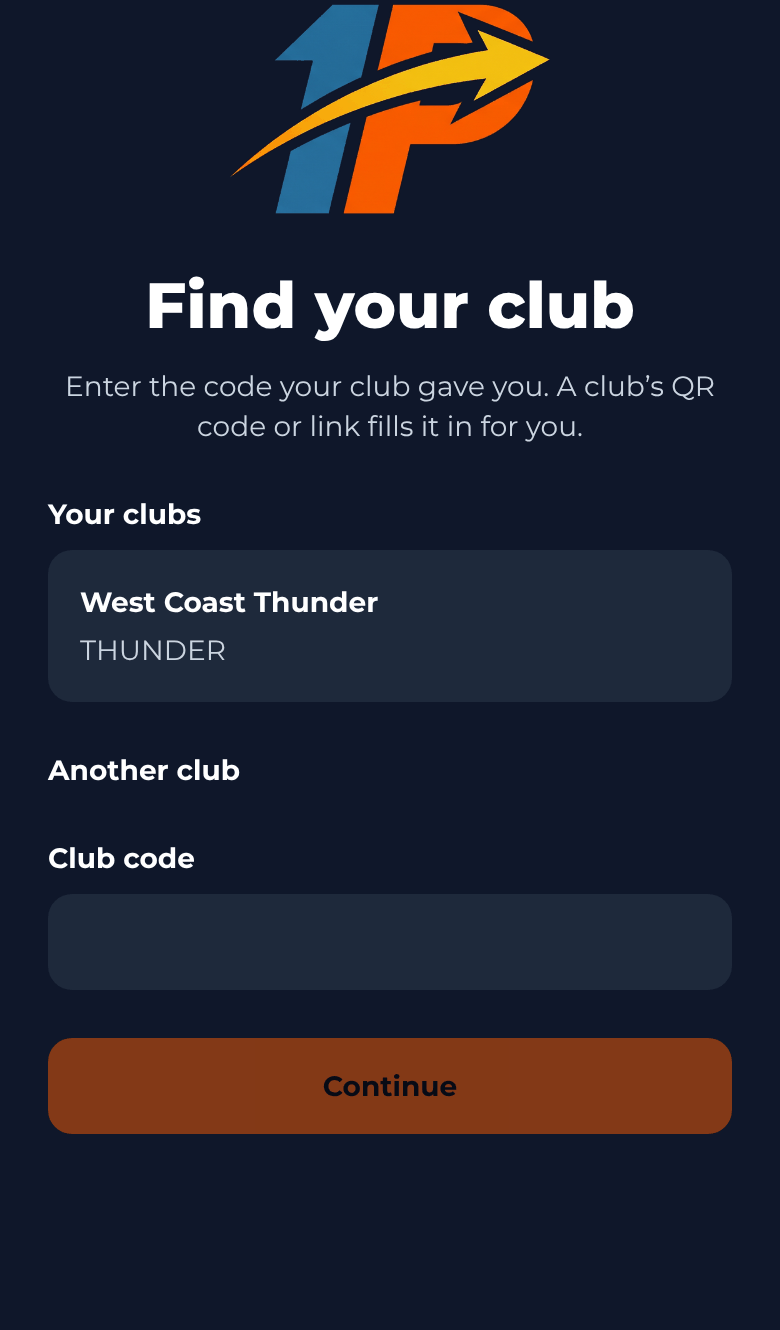 1P
Find your club
Enter the code your club gave you. A club’s QR
code or link fills it in for you.
Your clubs
West Coast Thunder
THUNDER
Another club
Club code
Continue